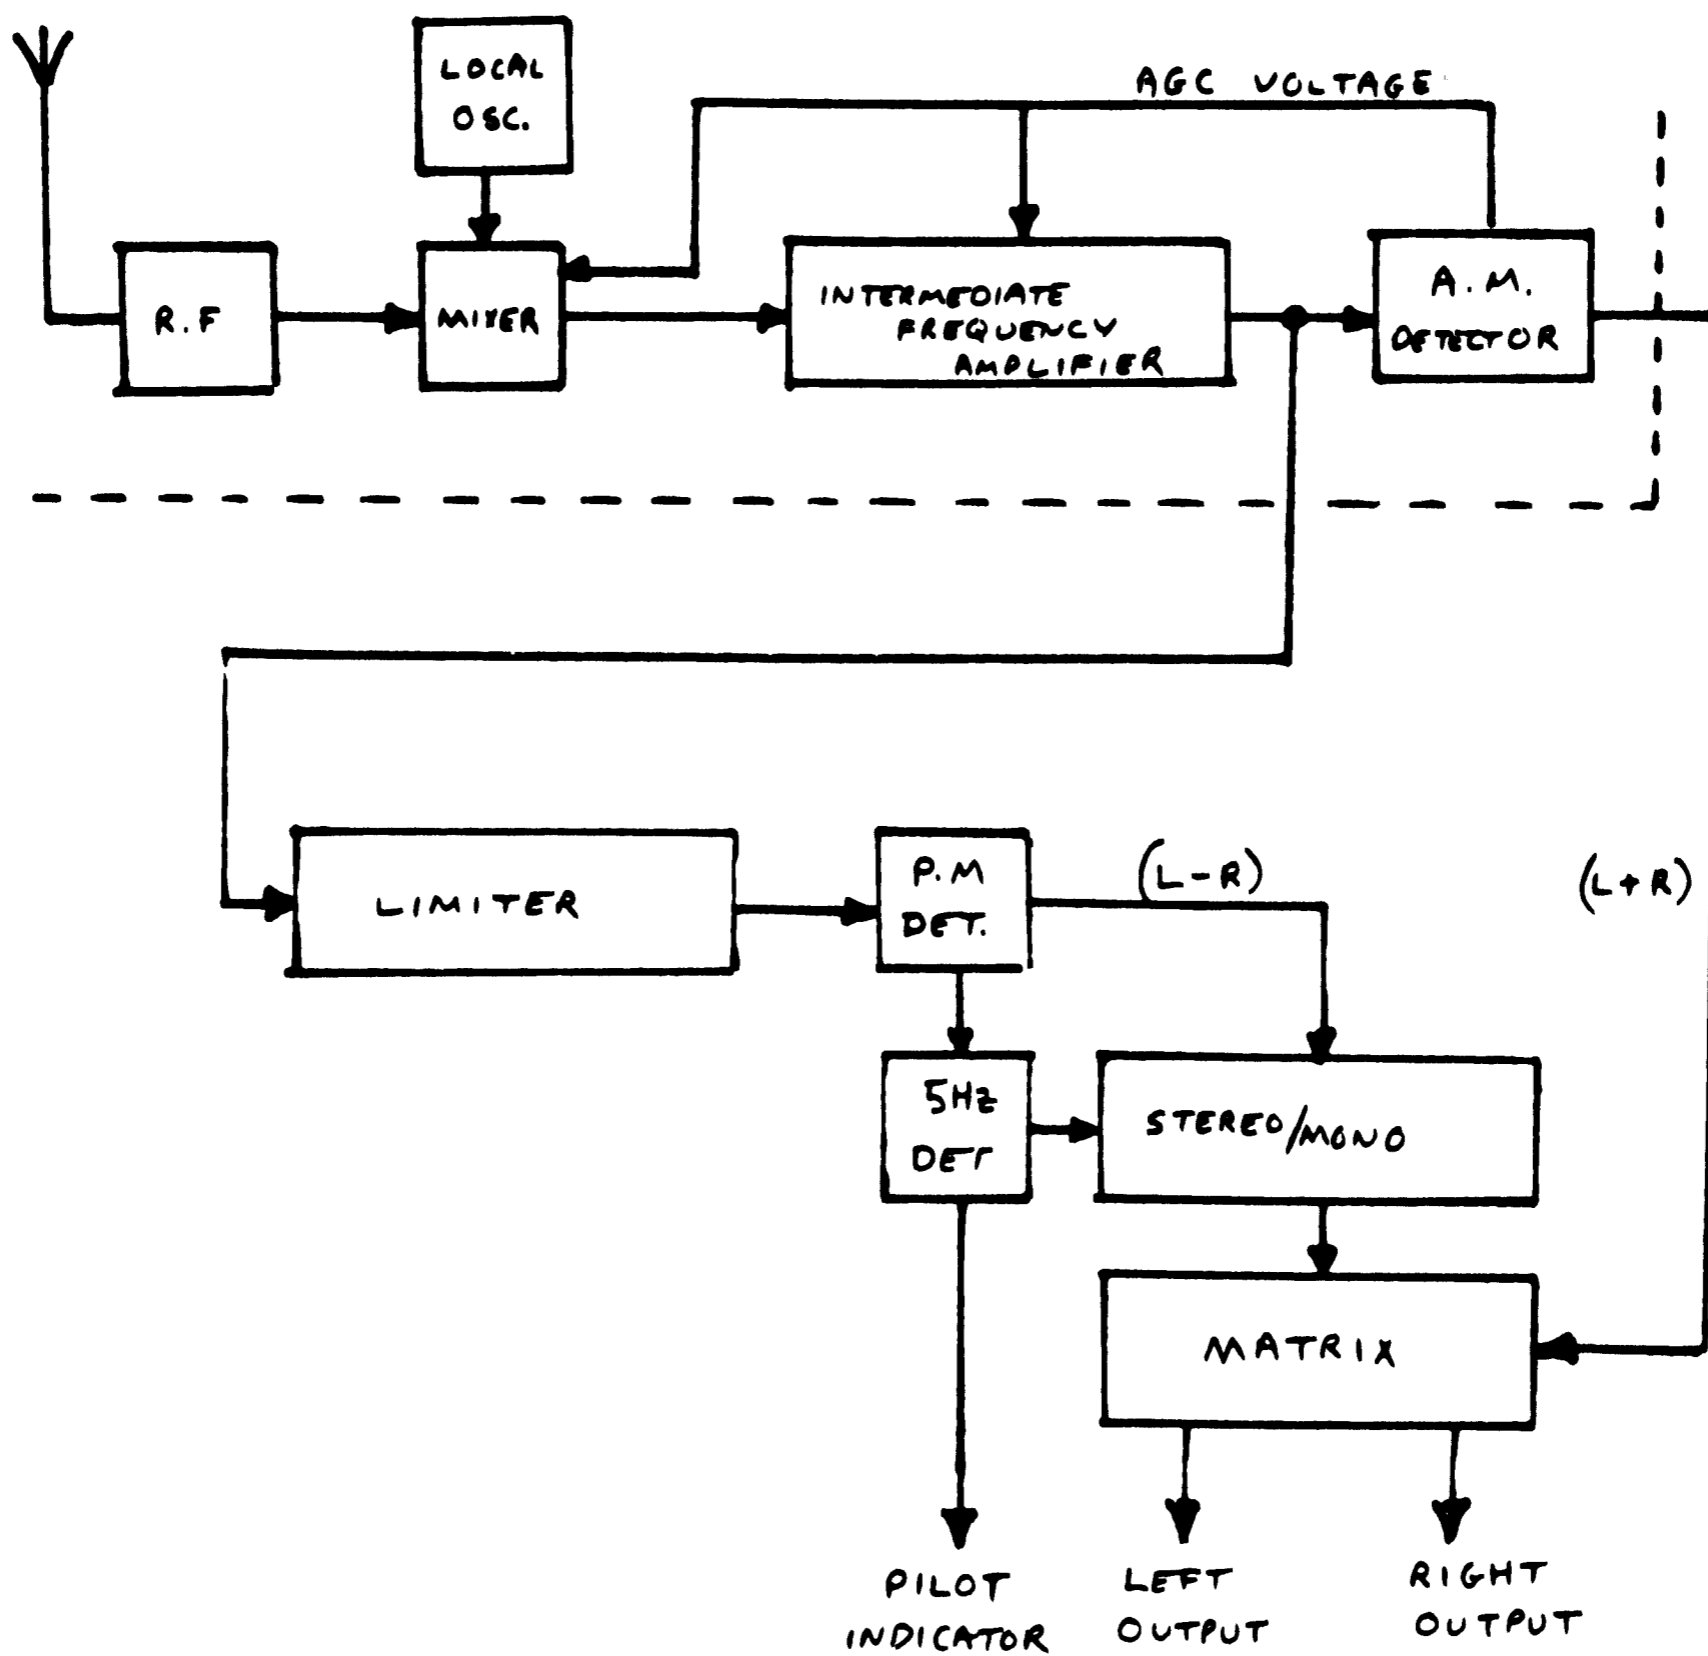 LOCAL
OSC.
AGC VOLTAGE
R.F
MIXER
INTERMEDIATE
FREQUENCY
AMPLIFIER
A.M.
DETECTOR
LIMITER
P.M
DET.
(L-R)
(L+R)
5Hz
DET
STEREO/MONO
MATRIX
PILOT
INDICATOR
LEFT
OUTPUT
RIGHT
OUTPUT